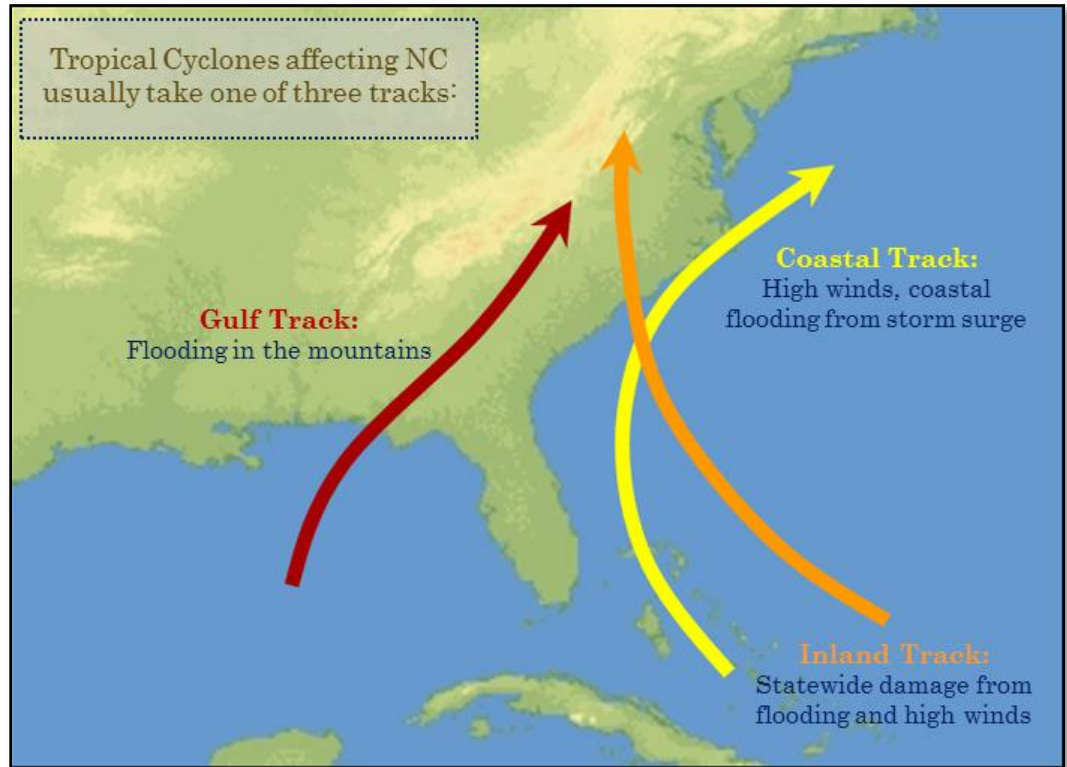 Tropical Cyclones affecting NC
usually take one of three tracks:
Gulf Track:
Flooding in the mountains
Coastal Track:
High winds, coastal
flooding from storm surge
Inland Track:
Statewide damage from
flooding and high winds